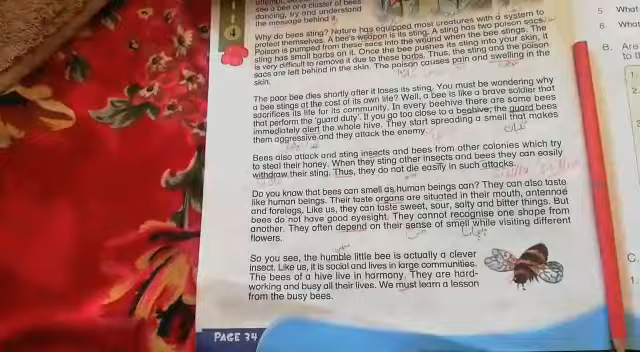 see a bee or a cluster of bees
dancing, try and understand
the message behind it.
Why do bees sting? Nature has equipped most creatures with a system to
protect themselves. A bee's weapon is its sting. A sting has two poison sacs.
Poison is pumped from these sacs into the wound when the bee stings. The
sting has small barbs on it. Once the bee pushes its sting into your skin, it
is very difficult to remove it due to these barbs. Thus, the sting and the poison
sacs are left behind in the skin. The poison causes pain and swelling in the
skin.
The poor bee dies shortly after it loses its sting. You must be wondering why
a bee stings at the cost of its own life? Well, a bee is like a brave soldier that
sacrifices its life for its community. In every beehive there are some bees
that perform the 'guard duty'. If you go too close to a beehive; the guard bees
immediately alert the whole hive. They start spreading a smell that makes
them aggressive and they attack the enemy.
Bees also attack and sting insects and bees from other colonies which try
to steal their honey. When they sting other insects and bees they can easily
withdraw their sting. Thus, they do not die easily in such attacks.
Do you know that bees can smell as human beings can? They can also taste
like human beings. Their taste organs are situated in their mouth, antennae
and forelegs. Like us, they can taste sweet, sour, salty and bitter things. But
bees do not have good eyesight. They cannot recognise one shape from
another. They often depend on their sense of smell while visiting different
flowers.
So you see, the humble little bee is actually a clever
insect. Like us, it is social and lives in large communities.
The bees of a hive live in harmony. They are hard-
working and busy all their lives. We must learn a lesson
from the busy bees.
PAGE 34
5 What
6. What
B. Are
to
2.
C.
1.